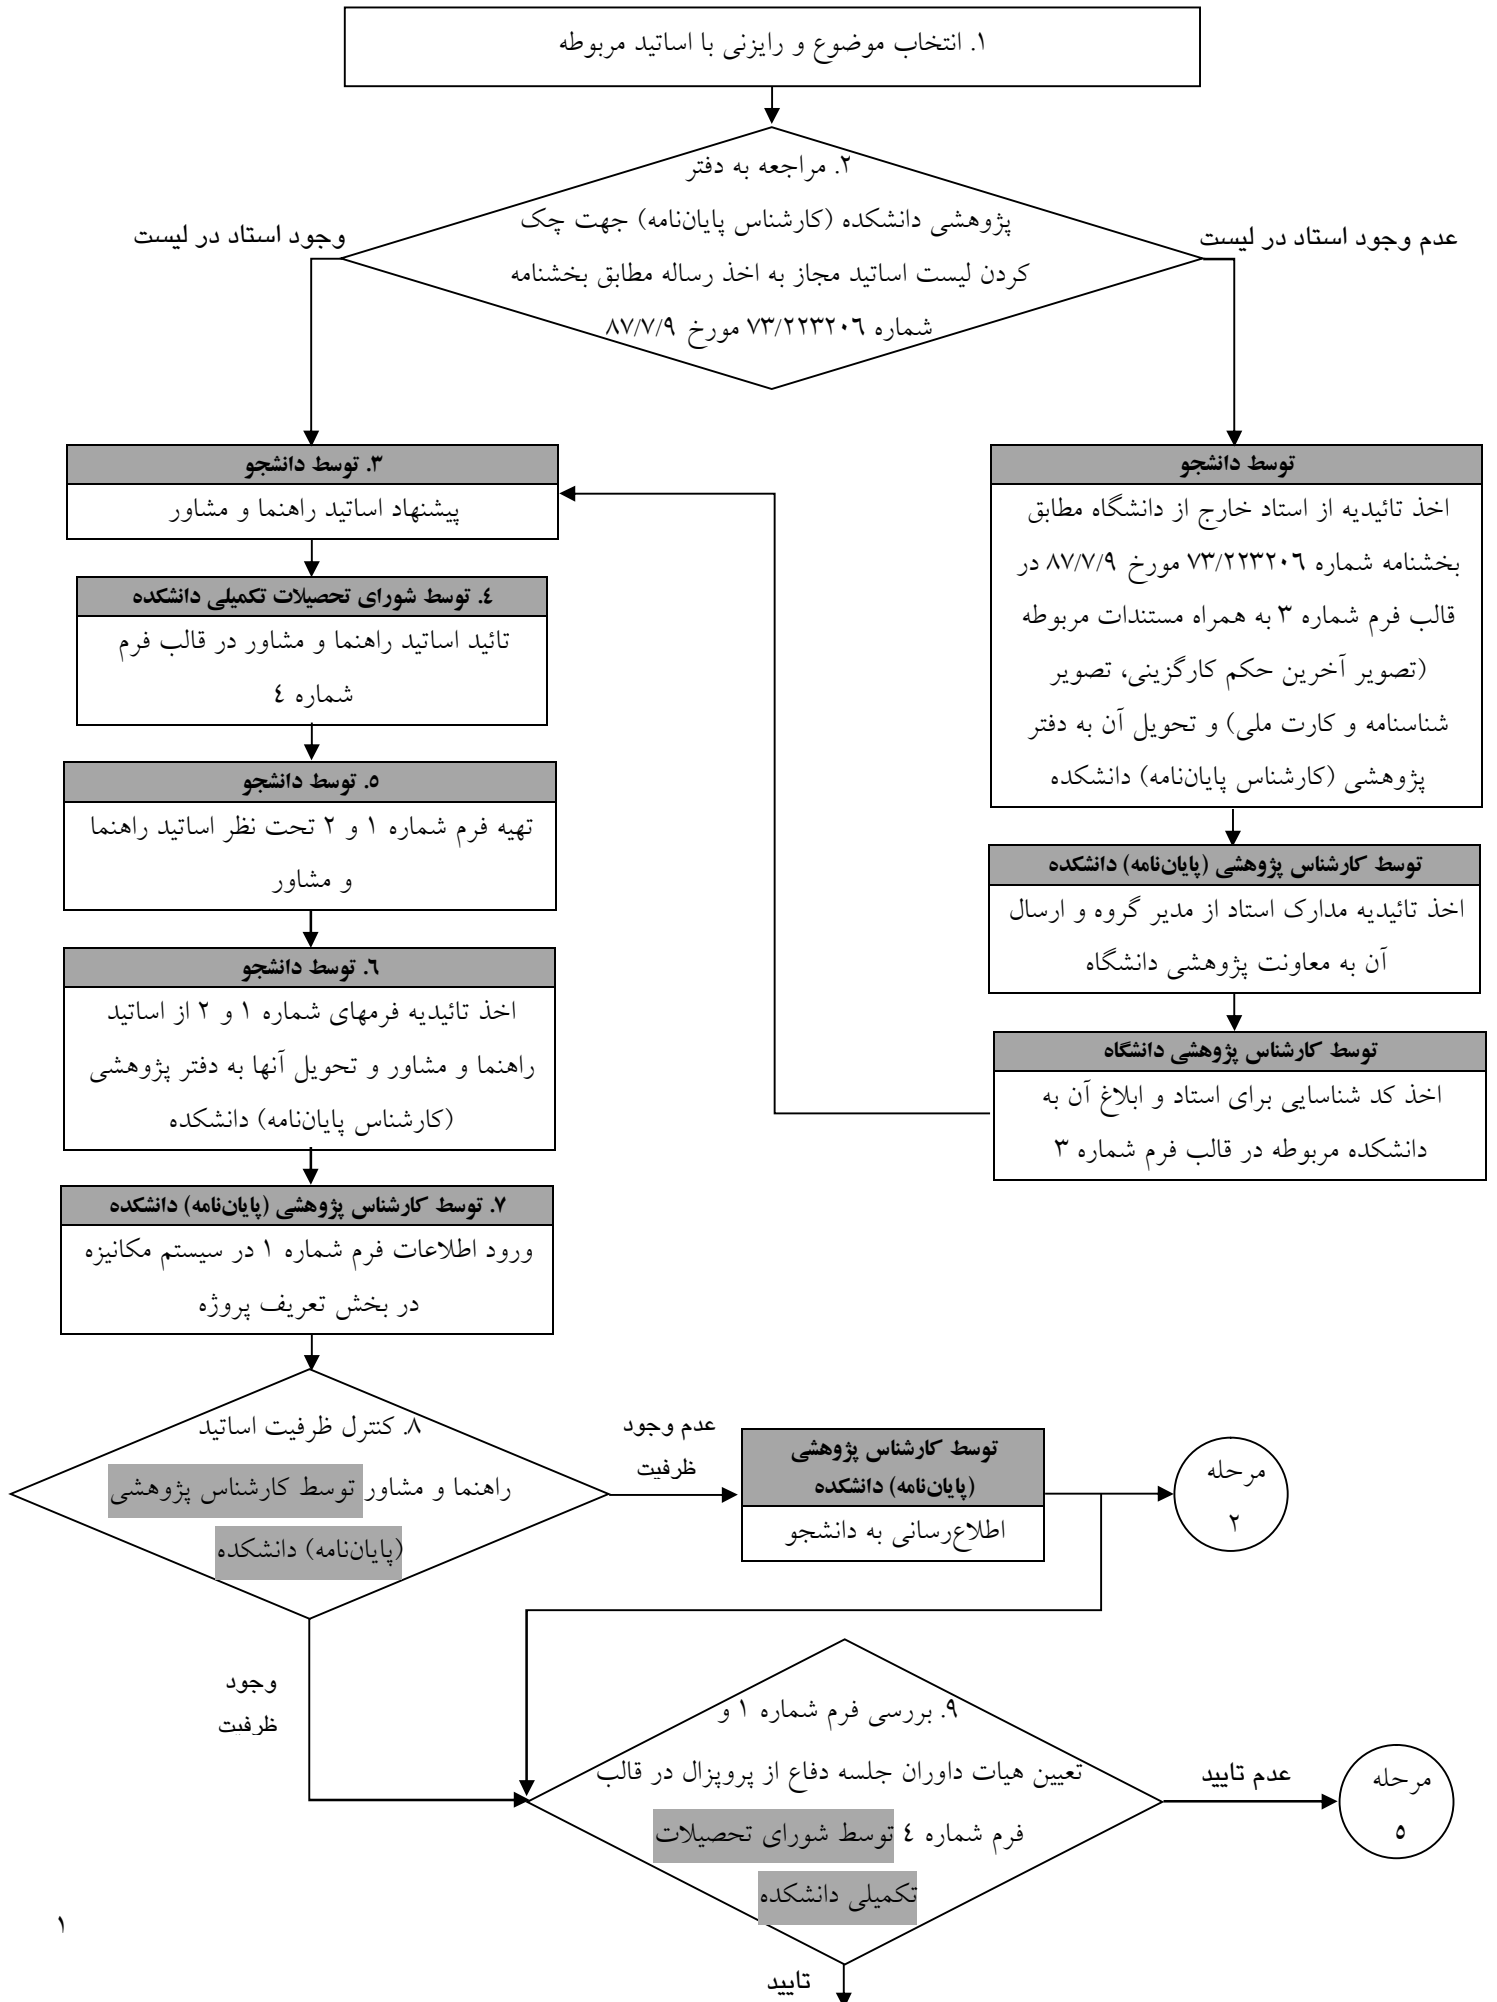 ۱. انتخاب موضوع و رایزنی با اساتید مربوطه
۲. مراجعه به دفتر
پژوهشی دانشکده (کارشناس پایان‌نامه) جهت چک
کردن لیست اساتید مجاز به اخذ رساله مطابق بخشنامه
شماره ۷۳/۲۲۳۲۰۶ مورخ ۸۷/۷/۹
عدم وجود استاد در لیست
وجود استاد در لیست
توسط دانشجو
اخذ تائیدیه از استاد خارج از دانشگاه مطابق
بخشنامه شماره ۷۳/۲۲۳۲۰۶ مورخ ۸۷/۷/۹ در
قالب فرم شماره ۳ به همراه مستندات مربوطه
(تصویر آخرین حکم کارگزینی، تصویر
شناسنامه و کارت ملی) و تحویل آن به دفتر
پژوهشی (کارشناس پایان‌نامه) دانشکده
توسط کارشناس پژوهشی (پایان‌نامه) دانشکده
اخذ تائیدیه مدارک استاد از مدیر گروه و ارسال
آن به معاونت پژوهشی دانشگاه
توسط کارشناس پژوهشی دانشگاه
اخذ کد شناسایی برای استاد و ابلاغ آن به
دانشکده مربوطه در قالب فرم شماره ۳
۳. توسط دانشجو
پیشنهاد اساتید راهنما و مشاور
۴. توسط شورای تحصیلات تکمیلی دانشکده
تائید اساتید راهنما و مشاور در قالب فرم
شماره ۴
۵. توسط دانشجو
تهیه فرم شماره ۱ و ۲ تحت نظر اساتید راهنما
و مشاور
۶. توسط دانشجو
اخذ تائیدیه فرمهای شماره ۱ و ۲ از اساتید
راهنما و مشاور و تحویل آنها به دفتر پژوهشی
(کارشناس پایان‌نامه) دانشکده
۷. توسط کارشناس پژوهشی (پایان‌نامه) دانشکده
ورود اطلاعات فرم شماره ۱ در سیستم مکانیزه
در بخش تعریف پروژه
۸. کنترل ظرفیت اساتید
راهنما و مشاور توسط کارشناس پژوهشی
(پایان‌نامه) دانشکده
عدم وجود
ظرفیت
توسط کارشناس پژوهشی
(پایان‌نامه) دانشکده
اطلاع‌رسانی به دانشجو
مرحله
۲
وجود
ظرفیت
۹. بررسی فرم شماره ۱ و
تعیین هیات داوران جلسه دفاع از پروپزال در قالب
فرم شماره ۴ توسط شورای تحصیلات
تکمیلی دانشکده
عدم تایید
مرحله
۵
تایید
۱